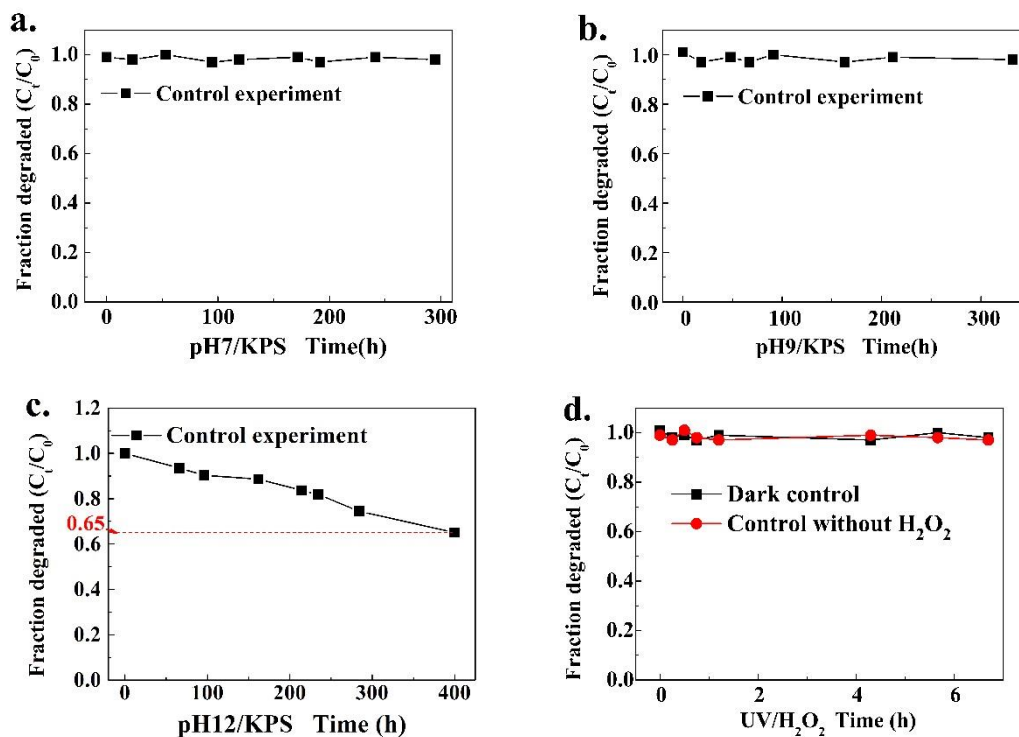 a.
Fraction degraded (Cₜ/C₀)
1.0
0.8
0.6
0.4
0.2
0.0
Control experiment
0 100 200 300
pH7/KPS Time(h)
b.
Fraction degraded (Cₜ/C₀)
1.0
0.8
0.6
0.4
0.2
0.0
Control experiment
0 100 200 300
pH9/KPS Time(h)
c.
Fraction degraded (Cₜ/C₀)
1.2
1.0
0.8
0.65
0.6
0.4
0.2
0.0
Control experiment
0 100 200 300 400
pH12/KPS Time (h)
d.
Fraction degraded (Cₜ/C₀)
1.0
0.8
0.6
0.4
0.2
0.0
Dark control
Control without H₂O₂
0 2 4 6
UV/H₂O₂ Time (h)